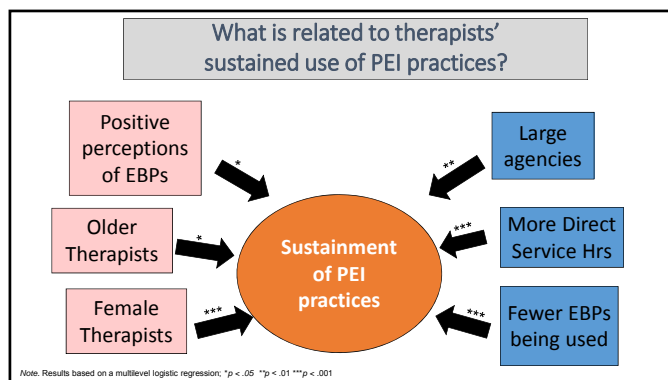 What is related to therapists'
sustained use of PEI practices?
Positive
perceptions
of EBPs
*
Older
Therapists
*
Female
Therapists
***
Sustainment
of PEI
practices
Large
agencies
**
More Direct
Service Hrs
***
Fewer EBPs
being used
***
Note. Results based on a multilevel logistic regression; *p < .05 **p < .01 ***p < .001